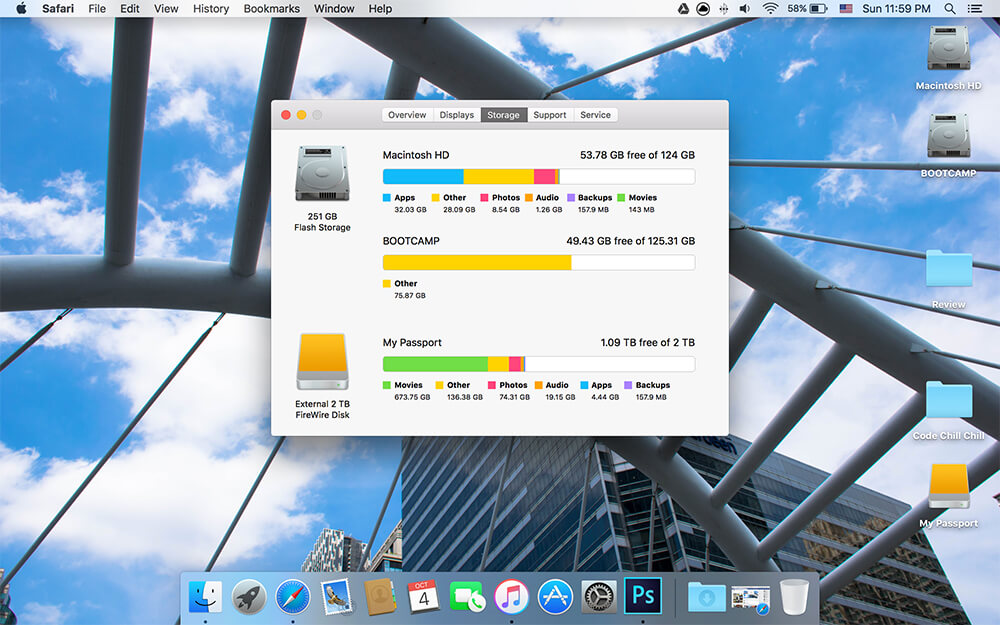 Safari File Edit View History Bookmarks Window Help 58% Sun 11:59 PM
Macintosh HD
BOOTCAMP
Review
Code Chill Chill
My Passport
Overview Displays Storage Support Service
251 GB
Flash Storage
Macintosh HD 53.78 GB free of 124 GB
Apps Other Photos Audio Backups Movies
32.03 GB 28.09 GB 8.54 GB 1.26 GB 157.9 MB 143 MB
BOOTCAMP 49.43 GB free of 125.31 GB
Other
75.87 GB
External 2 TB
FireWire Disk
My Passport 1.09 TB free of 2 TB
Movies Other Photos Audio Apps Backups
673.75 GB 136.38 GB 74.31 GB 19.15 GB 4.44 GB 157.9 MB
OCT
4
Ps